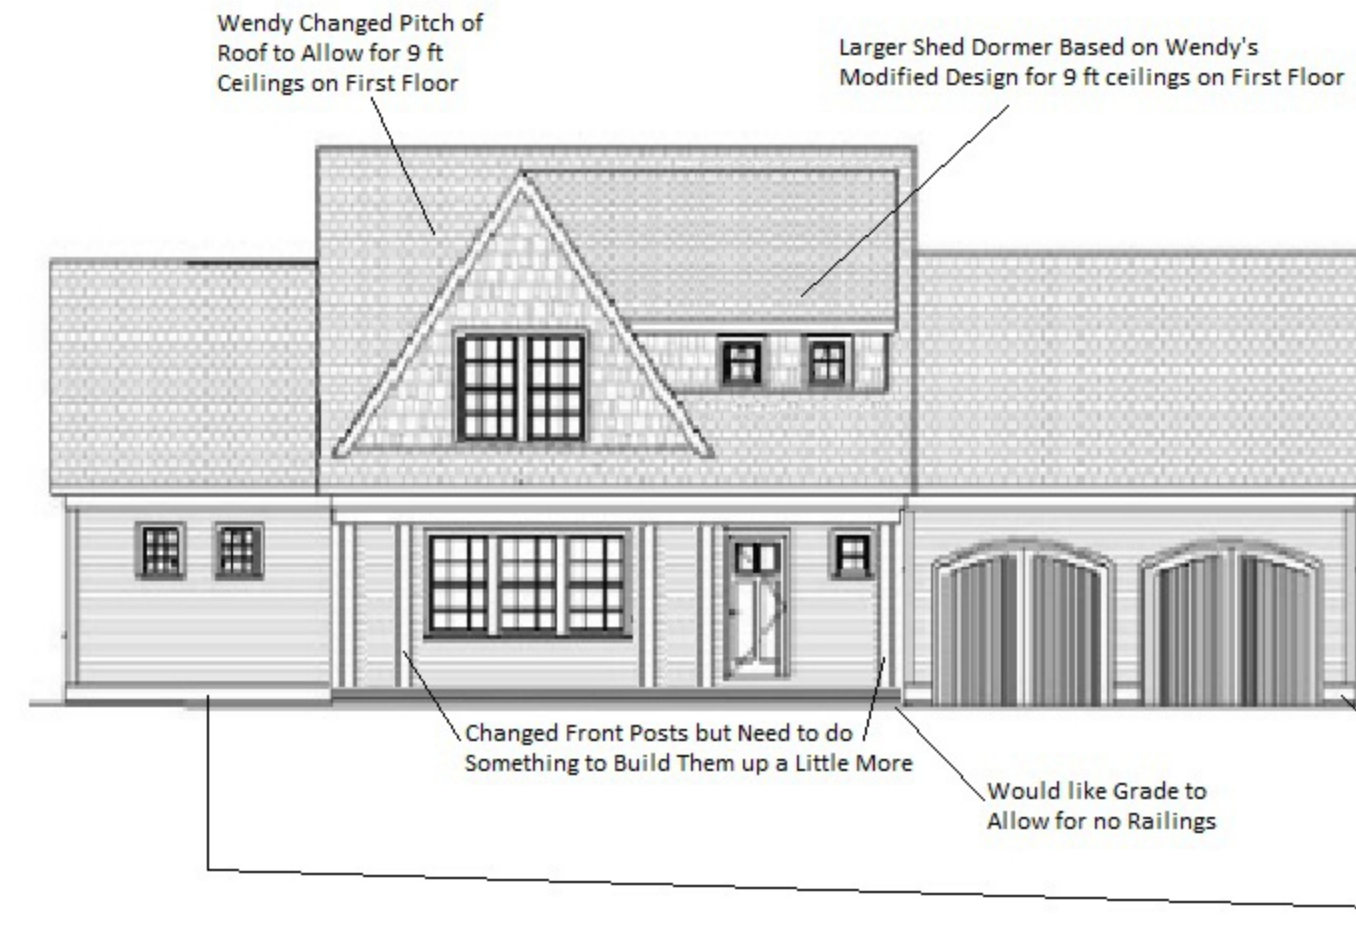 Wendy Changed Pitch of
Roof to Allow for 9 ft
Ceilings on First Floor
Larger Shed Dormer Based on Wendy's
Modified Design for 9 ft ceilings on First Floor
Changed Front Posts but Need to do
Something to Build Them up a Little More
Would like Grade to
Allow for no Railings